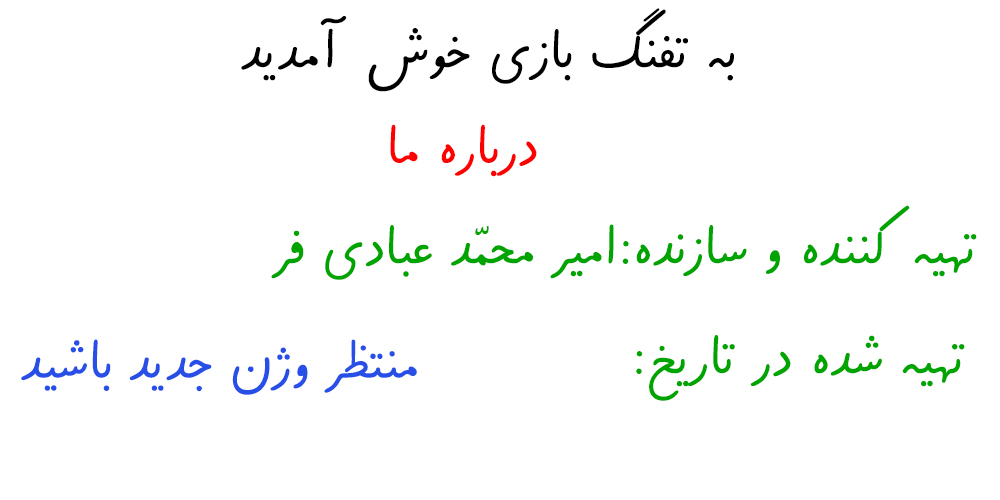 به تفنگ بازی خوش آمدید
درباره ما
تهیه کننده و سازنده:امیر محمّد عبادی فر
تهیه شده در تاریخ:
منتظر وژن جدید باشید